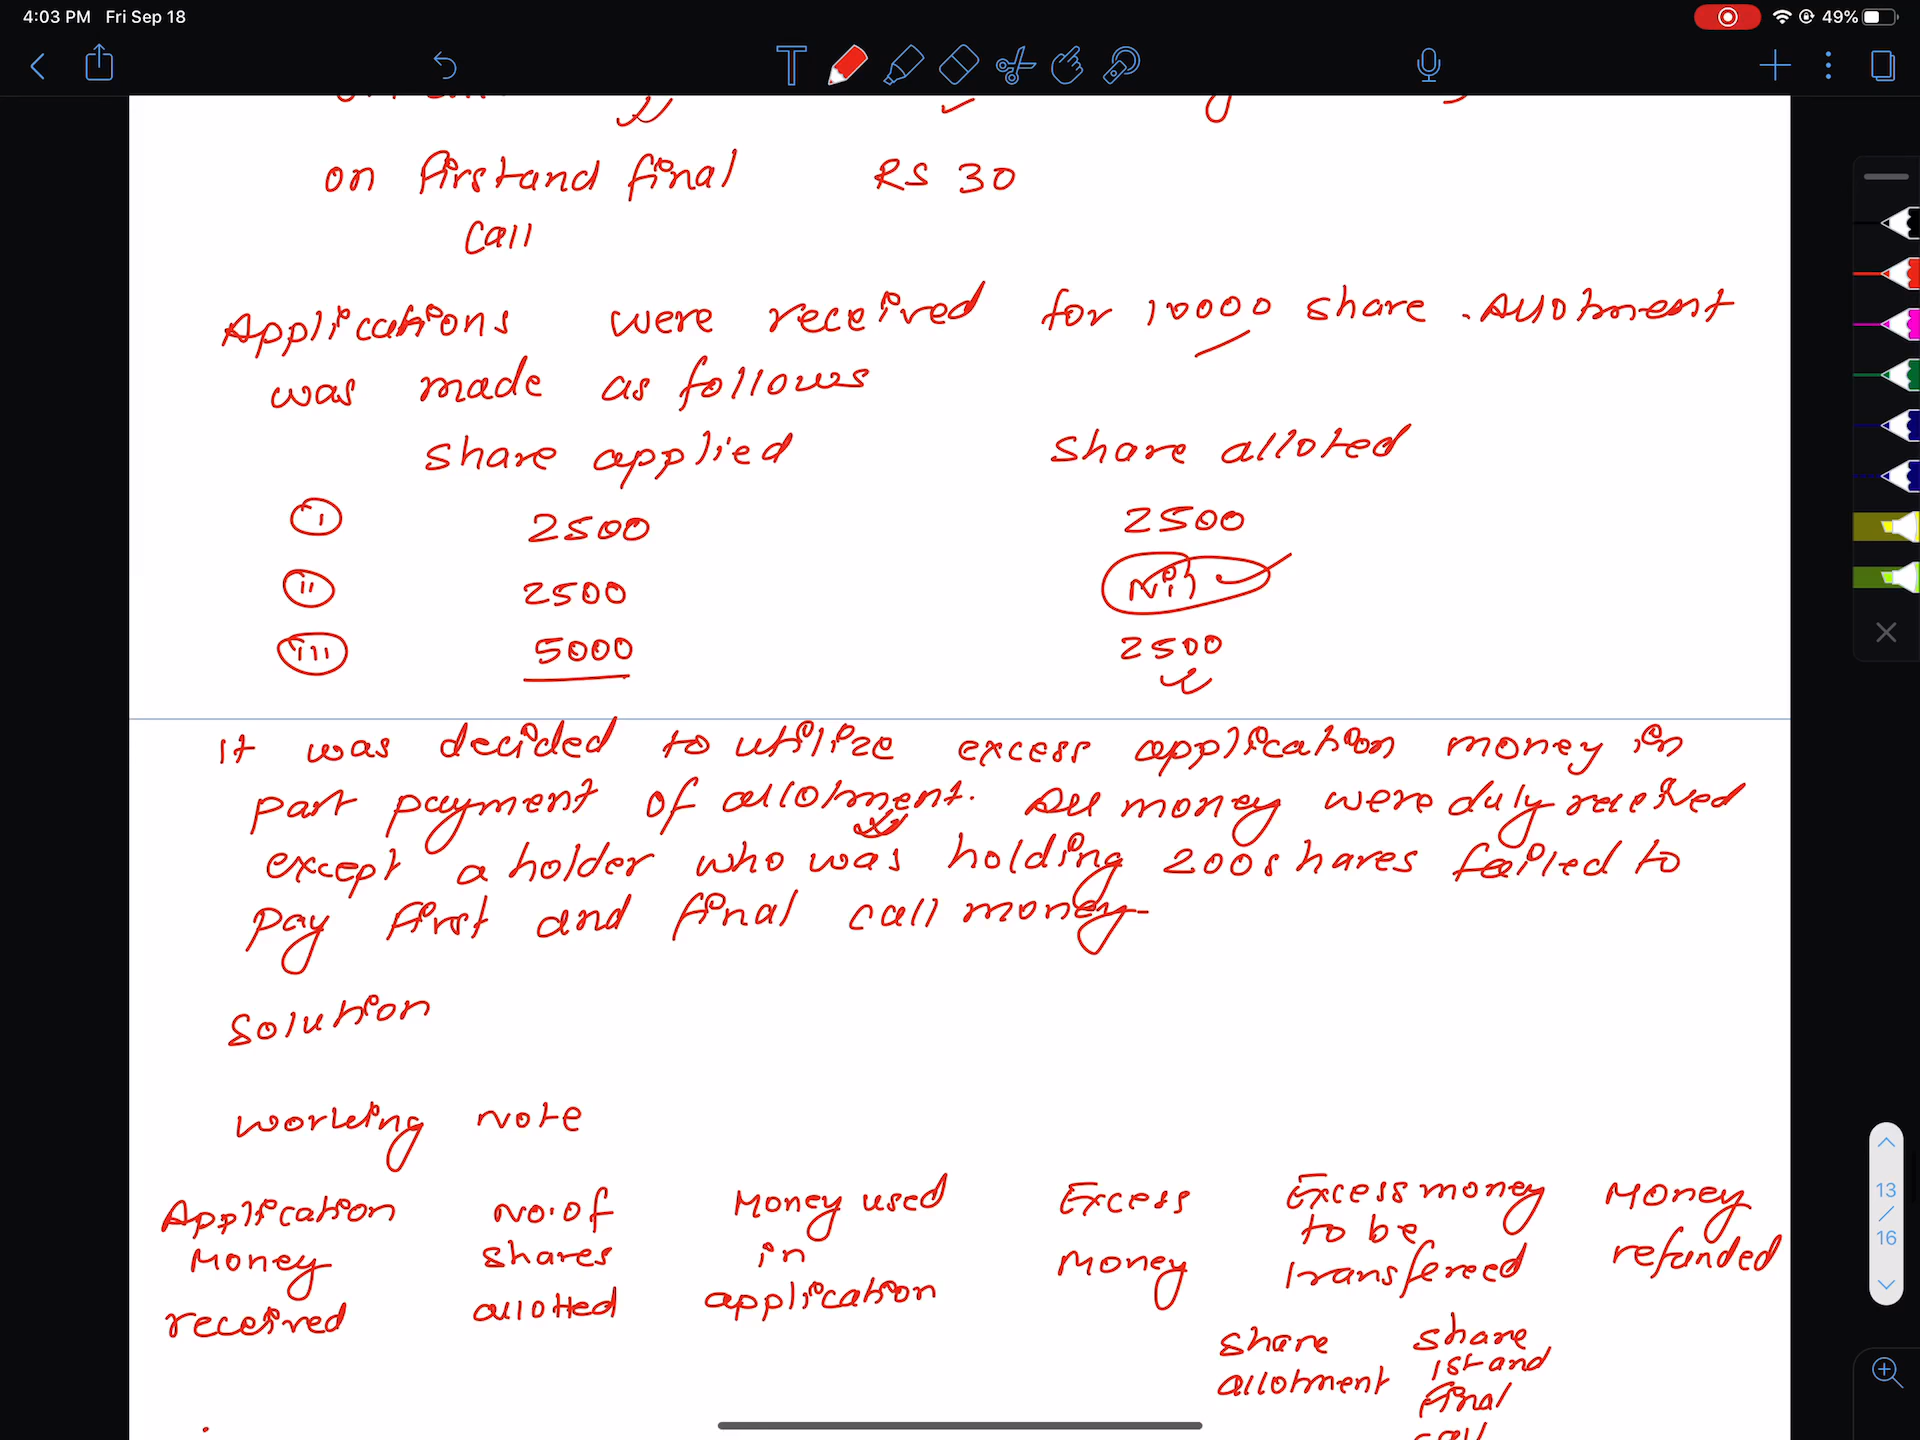 4:03 PM Fri Sep 18
49%
on first and final RS 30
call
Applications were received for 10000 share . Allotment
was made as follows
share applied share alloted
i 2500 2500
ii 2500 Nil
iii 5000 2500
It was decided to utilize excess application money in
part payment of allotment. All money were duly received
except a holder who was holding 200 shares failed to
pay first and final call money-
Solution
working note
Application No. of Money used Excess Excess money Money
Money shares in Money to be refunded
received allotted application transfereed
share share
allotment 1st and
final
call
13
/
16